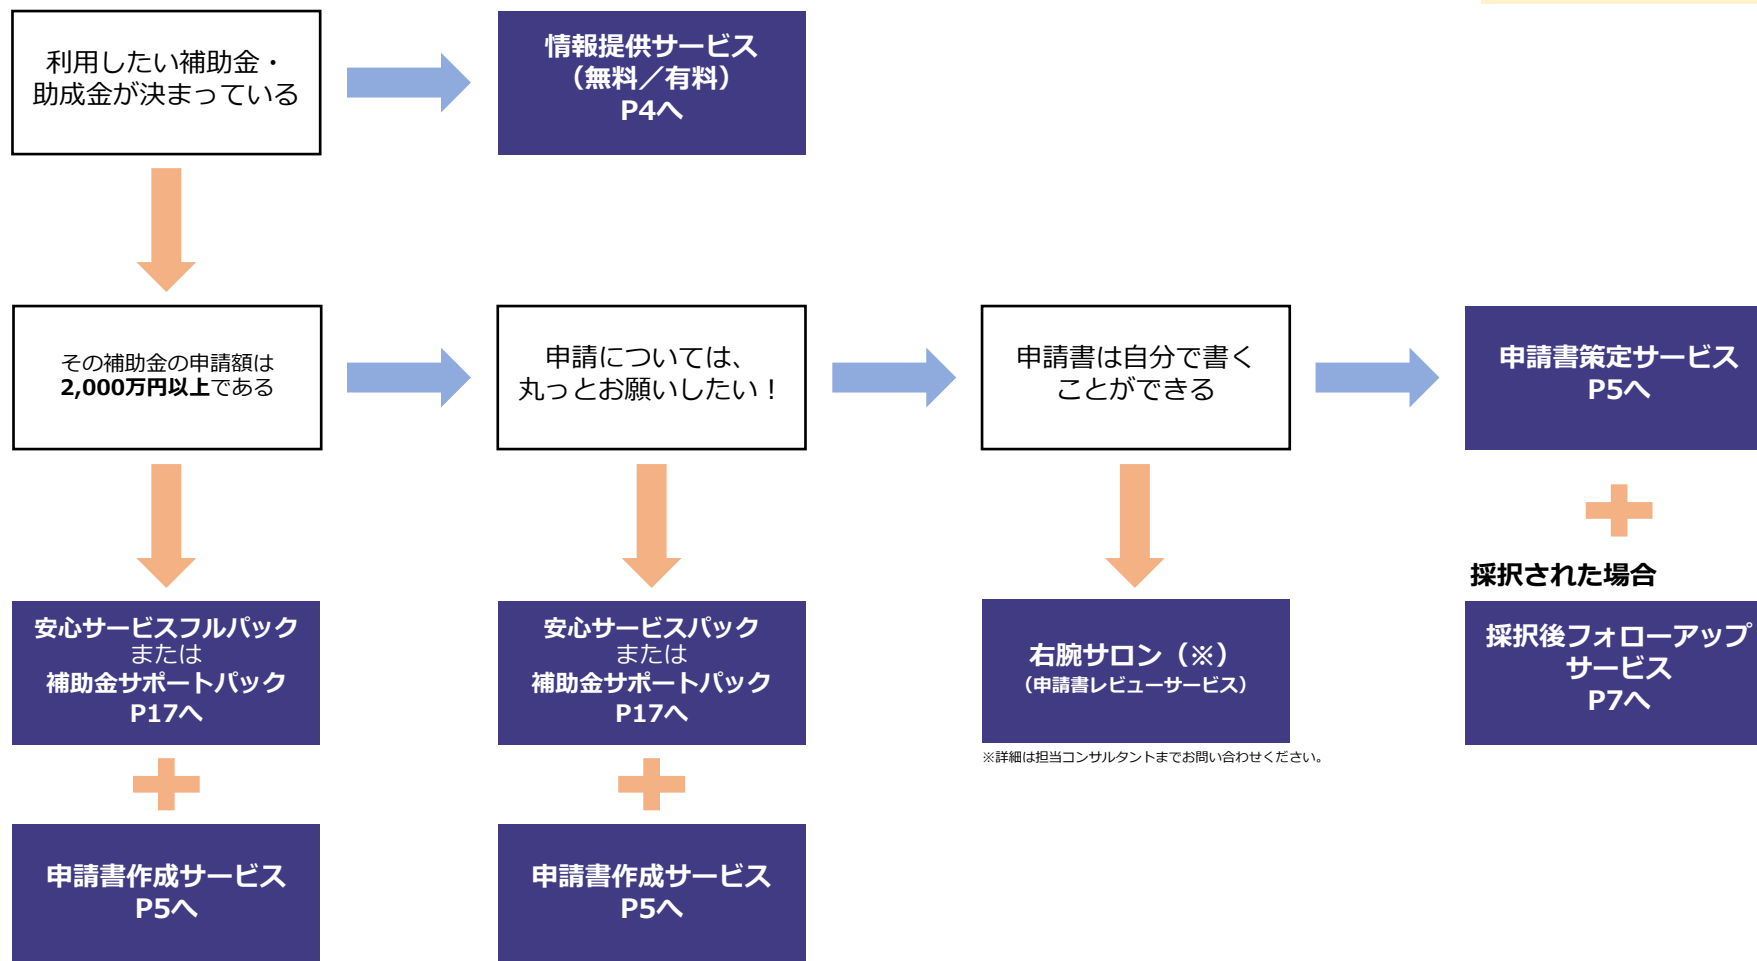 利用したい補助金・
助成金が決まっている
情報提供サービス
（無料／有料）
P4へ
その補助金の申請額は
2,000万円以上である
申請については、
丸っとお願いしたい！
申請書は自分で書く
ことができる
申請書策定サービス
P5へ
採択された場合
安心サービスフルパック
または
補助金サポートパック
P17へ
安心サービスパック
または
補助金サポートパック
P17へ
右腕サロン（※）
（申請書レビューサービス）
※詳細は担当コンサルタントまでお問い合わせください。
採択後フォローアップ
サービス
P7へ
申請書作成サービス
P5へ
申請書作成サービス
P5へ